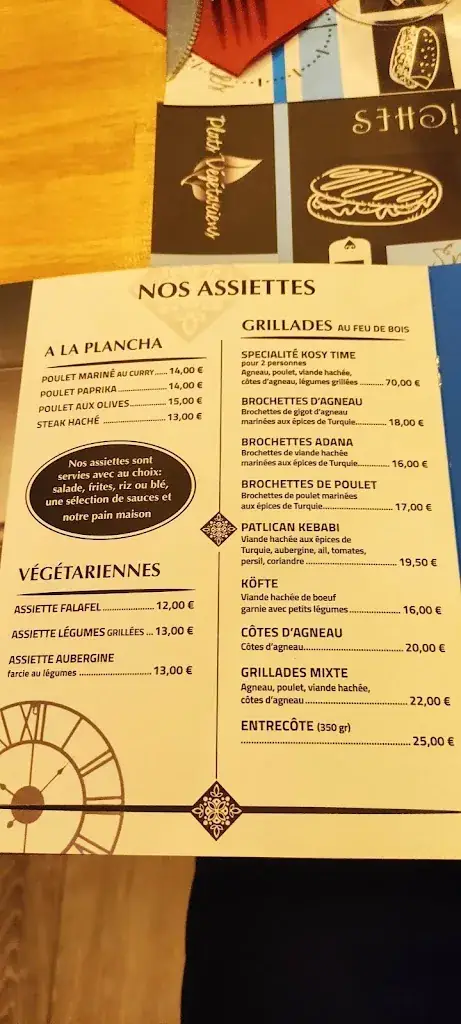 Plats Végétariens
NOS ASSIETTES
A LA PLANCHA
POULET MARINÉ AU CURRY..... 14,00 €
POULET PAPRIKA................ 14,00 €
POULET AUX OLIVES........... 15,00 €
STEAK HACHÉ .................... 13,00 €
Nos assiettes sont
servies avec au choix:
salade, frites, riz ou blé,
une sélection de sauces et
notre pain maison
VÉGÉTARIENNES
ASSIETTE FALAFEL .................... 12,00 €
ASSIETTE LÉGUMES GRILLÉES ... 13,00 €
ASSIETTE AUBERGINE
farcie au légumes ........................... 13,00 €
GRILLADES AU FEU DE BOIS
SPECIALITÉ KOSY TIME
pour 2 personnes
Agneau, poulet, viande hachée,
côtes d'agneau, légumes grillées ......... 70,00 €
BROCHETTES D'AGNEAU
Brochettes de gigot d'agneau
marinées aux épices de Turquie............ 18,00 €
BROCHETTES ADANA
Brochettes de viande hachée
marinées aux épices de Turquie............ 16,00 €
BROCHETTES DE POULET
Brochettes de poulet marinées
aux épices de Turquie........................... 17,00 €
PATLICAN KEBABI
Viande hachée aux épices de
Turquie, aubergine, ail, tomates,
persil, coriandre ................................. 19,50 €
KÖFTE
Viande hachée de boeuf
garnie avec petits légumes.................... 16,00 €
CÔTES D'AGNEAU
Côtes d'agneau..................................... 20,00 €
GRILLADES MIXTE
Agneau, poulet, viande hachée,
côtes d'agneau ...................................... 22,00 €
ENTRECÔTE (350 gr)
............................................................. 25,00 €